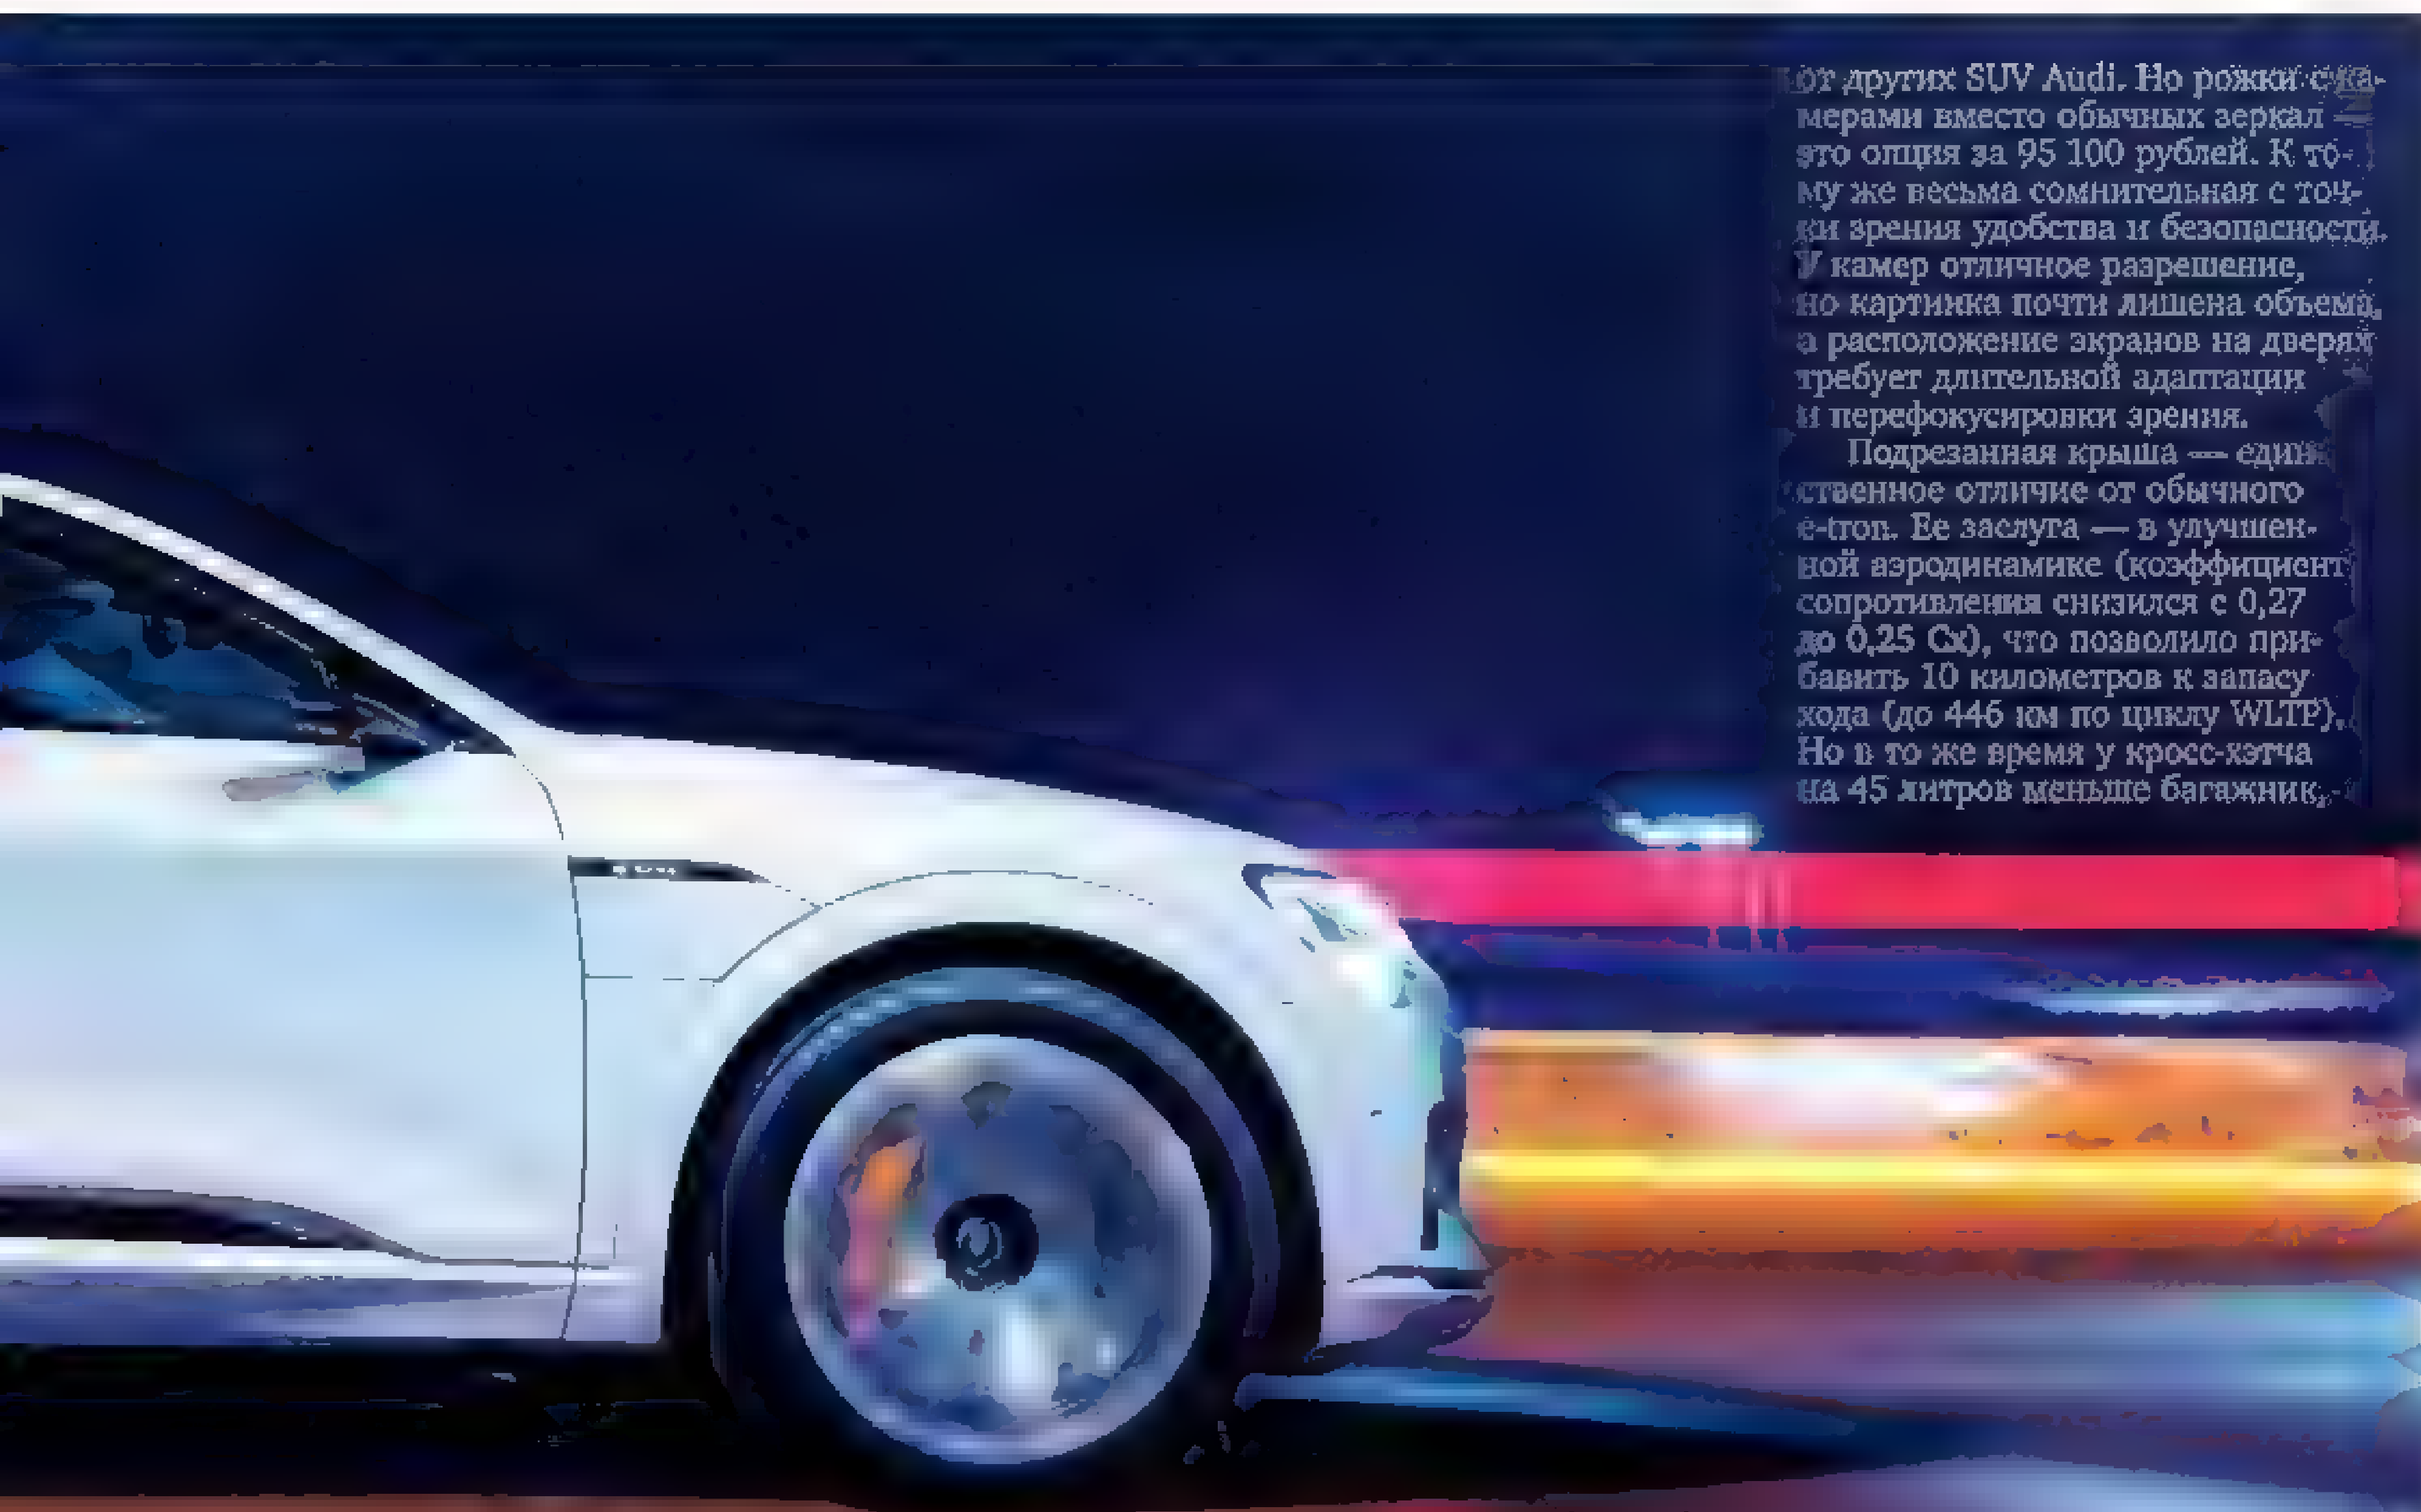 от других SUV Audi. Но рожки с ка-
мерами вместо обычных зеркал —
это опция за 95 100 рублей. К то-
му же весьма сомнительная с точ-
ки зрения удобства и безопасности.
У камер отличное разрешение,
но картинка почти лишена объема,
а расположение экранов на дверях
требует длительной адаптации
и перефокусировки зрения.
Подрезанная крыша — един-
ственное отличие от обычного
e-tron. Ее заслуга — в улучшен-
ной аэродинамике (коэффициент
сопротивления снизился с 0,27
до 0,25 Сх), что позволило при-
бавить 10 километров к запасу
хода (до 446 км по циклу WLTP).
Но в то же время у кросс-хэтча
на 45 литров меньше багажник,